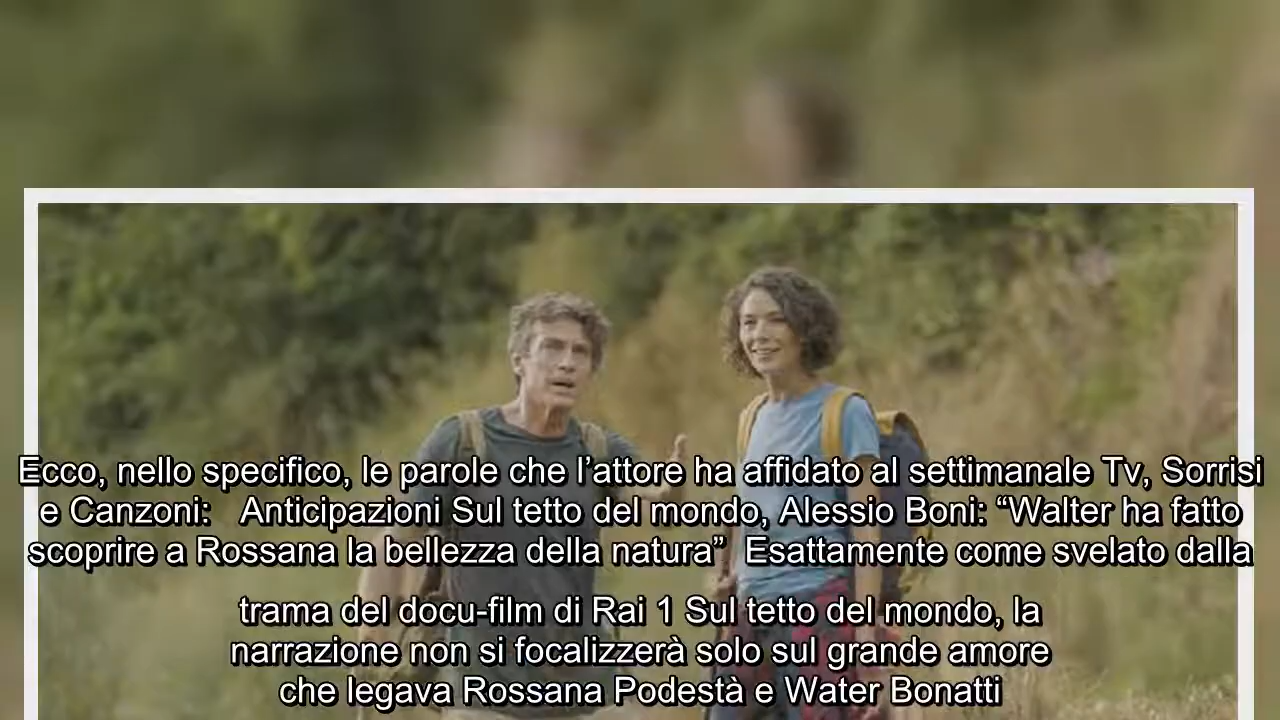 Ecco, nello specifico, le parole che l’attore ha affidato al settimanale Tv, Sorrisi
e Canzoni: Anticipazioni Sul tetto del mondo, Alessio Boni: “Walter ha fatto
scoprire a Rossana la bellezza della natura” Esattamente come svelato dalla
trama del docu-film di Rai 1 Sul tetto del mondo, la
narrazione non si focalizzerà solo sul grande amore
che legava Rossana Podestà e Water Bonatti